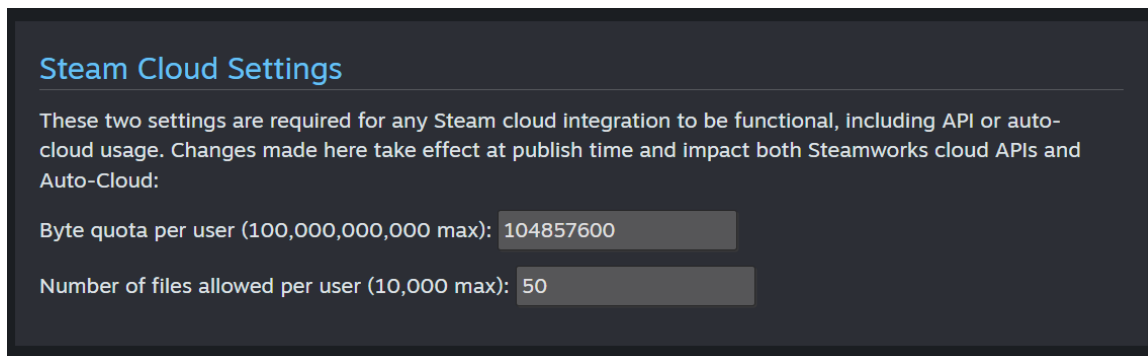 Steam Cloud Settings
These two settings are required for any Steam cloud integration to be functional, including API or auto-
cloud usage. Changes made here take effect at publish time and impact both Steamworks cloud APIs and
Auto-Cloud:
Byte quota per user (100,000,000,000 max): 104857600
Number of files allowed per user (10,000 max): 50